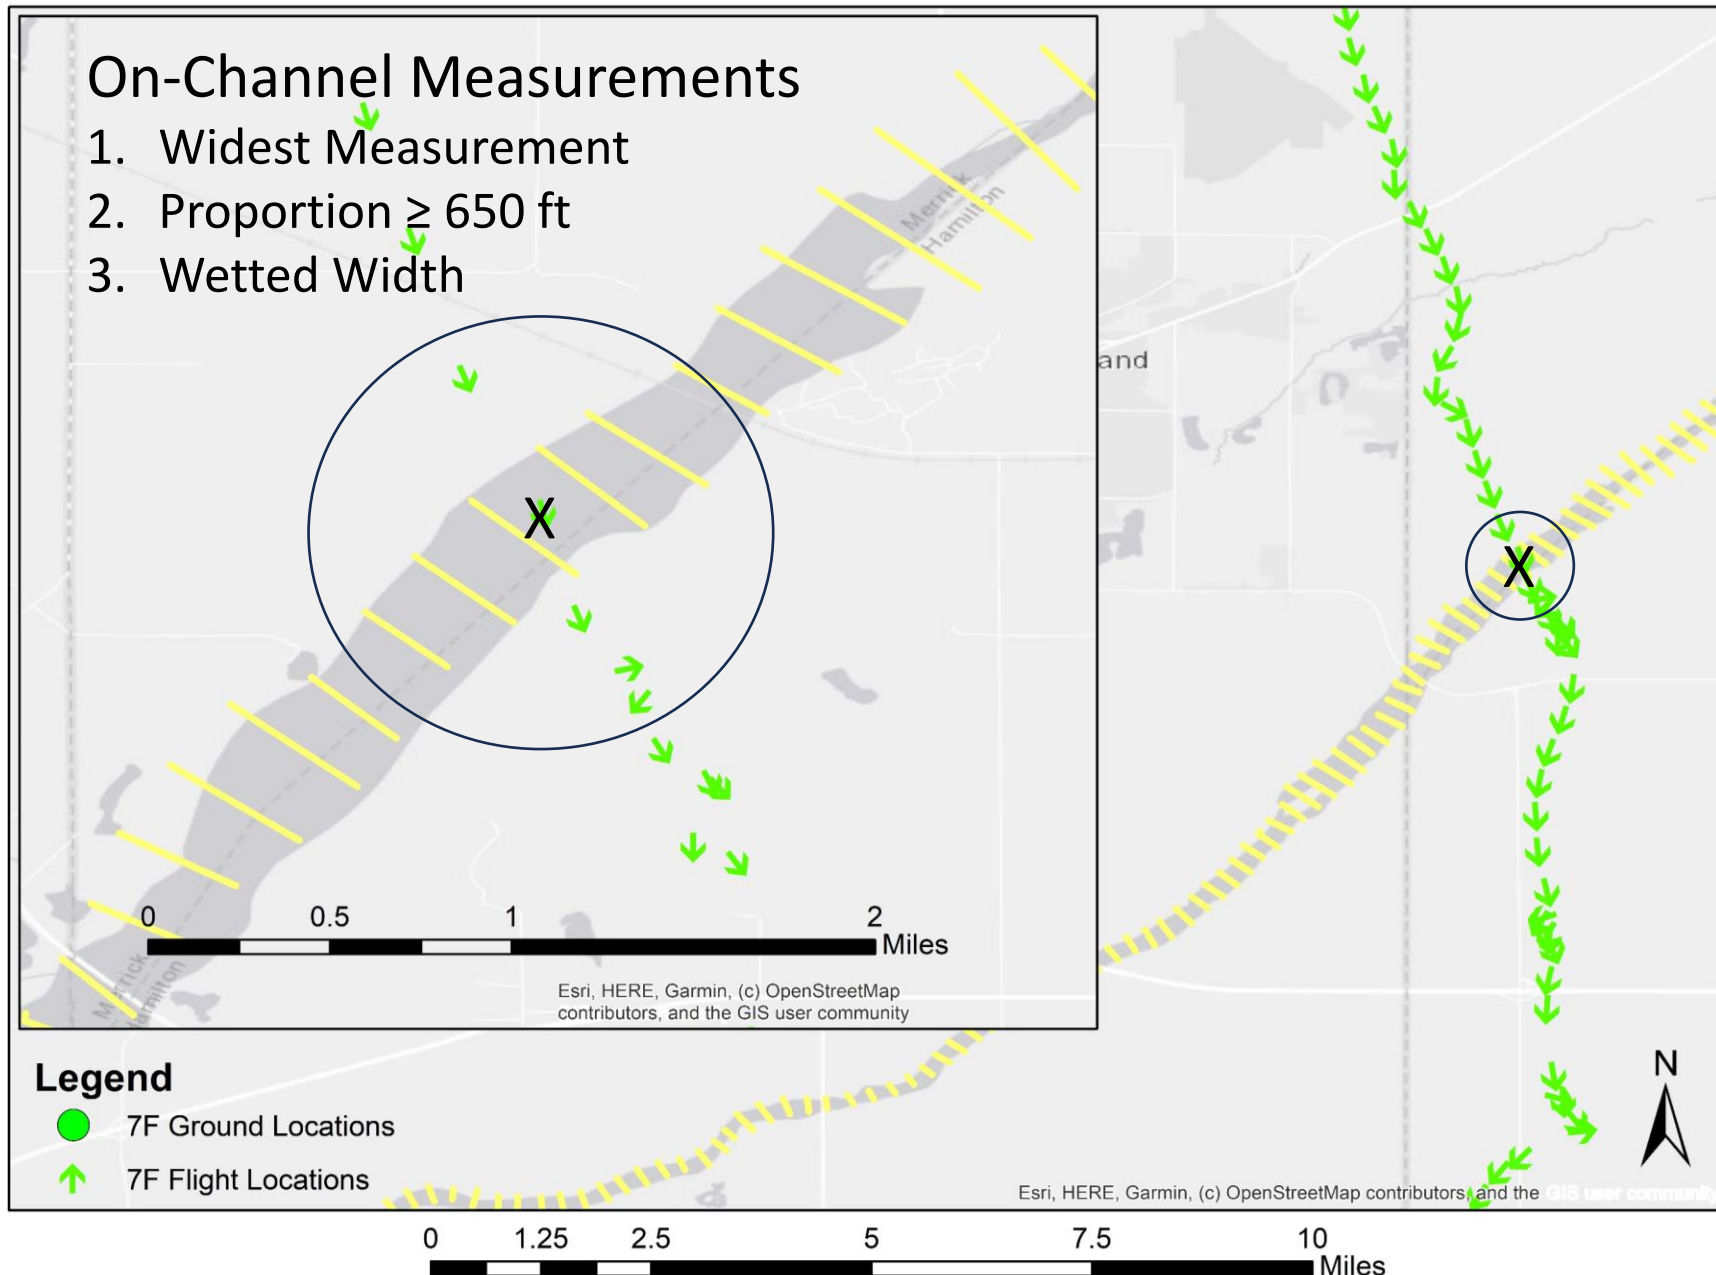 On-Channel Measurements
1. Widest Measurement
2. Proportion ≥ 650 ft
3. Wetted Width
Merrick
Hamilton
and
X
X
0 0.5 1 2
Miles
Merrick
Hamilton
Esri, HERE, Garmin, (c) OpenStreetMap
contributors, and the GIS user community
Legend
7F Ground Locations
7F Flight Locations
N
Esri, HERE, Garmin, (c) OpenStreetMap contributors, and the GIS user community
0 1.25 2.5 5 7.5 10
Miles